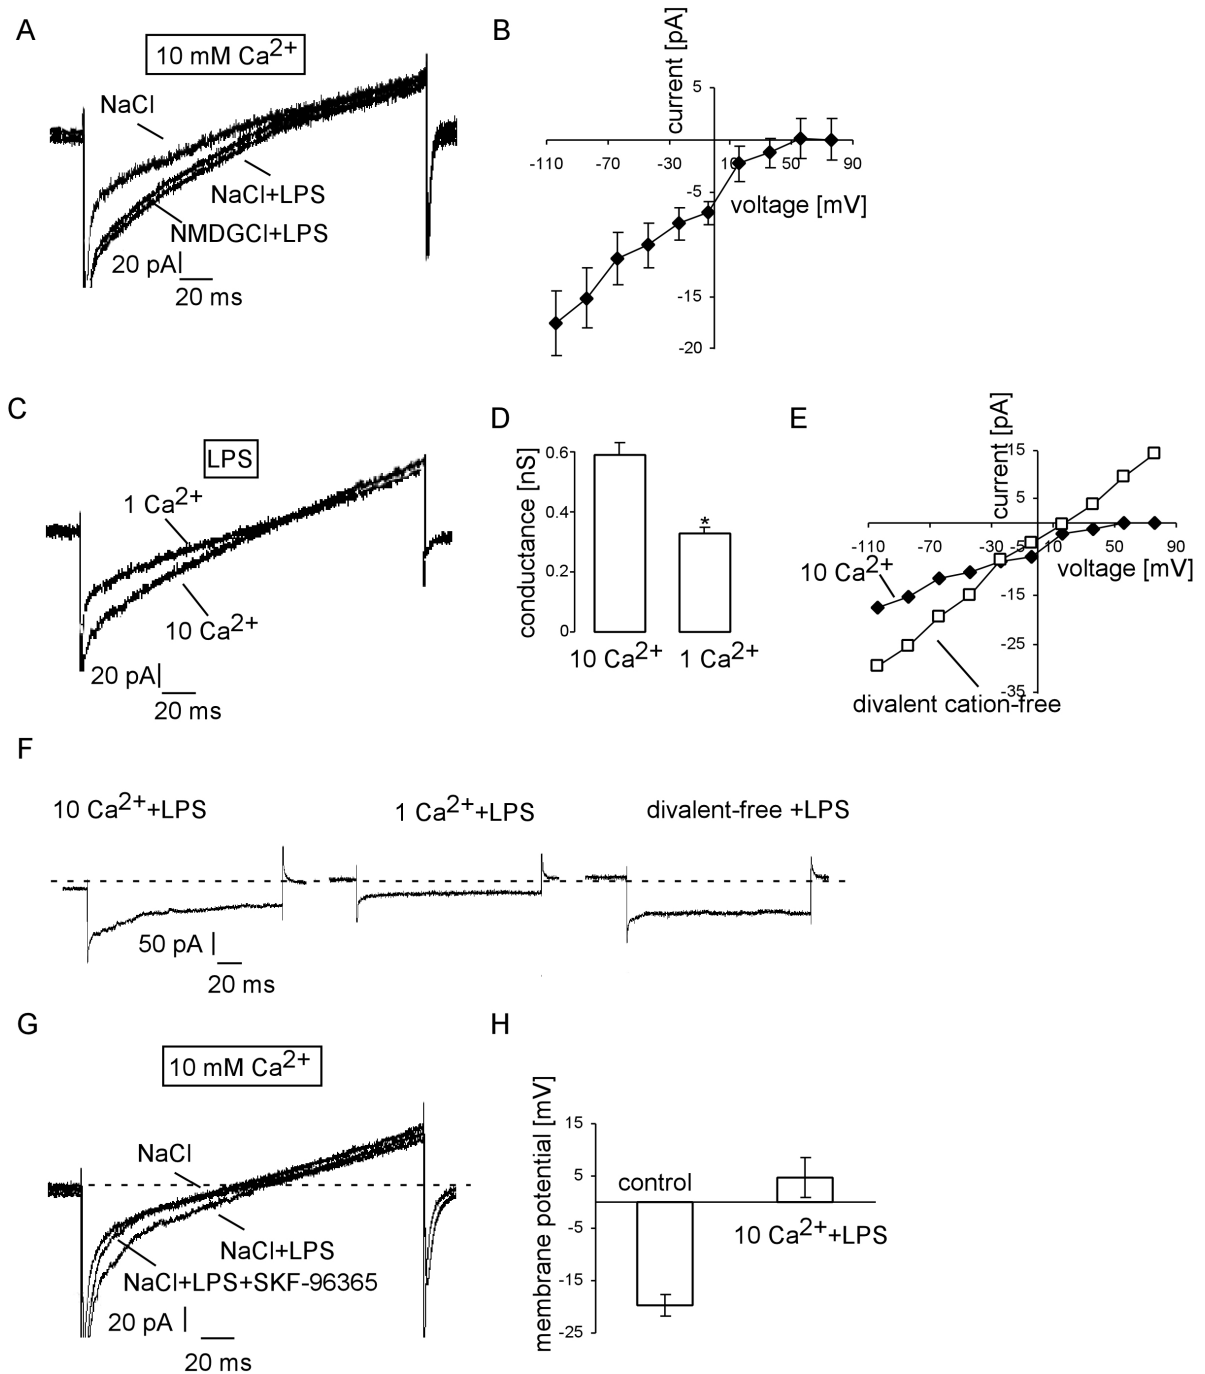 A
10 mM Ca2+
NaCl
NaCl+LPS
NMDGCl+LPS
20 pA
20 ms
B
current [pA]
5
-110 -70 -30 10 50 90
-5
voltage [mV]
-15
-20
C
LPS
1 Ca2+
10 Ca2+
20 pA
20 ms
D
conductance [nS]
0.6
0.4
0.2
0
*
10 Ca2+ 1 Ca2+
E
current [pA]
15
5
-110 -70 -30 -5 10 50 90
10 Ca2+
voltage [mV]
-15
-25
-35
divalent cation-free
F
10 Ca2++LPS 1 Ca2++LPS divalent-free +LPS
50 pA
20 ms
G
10 mM Ca2+
NaCl
NaCl+LPS
NaCl+LPS+SKF-96365
20 pA
20 ms
H
membrane potential [mV]
15
5
control
-5
10 Ca2++LPS
-15
-25